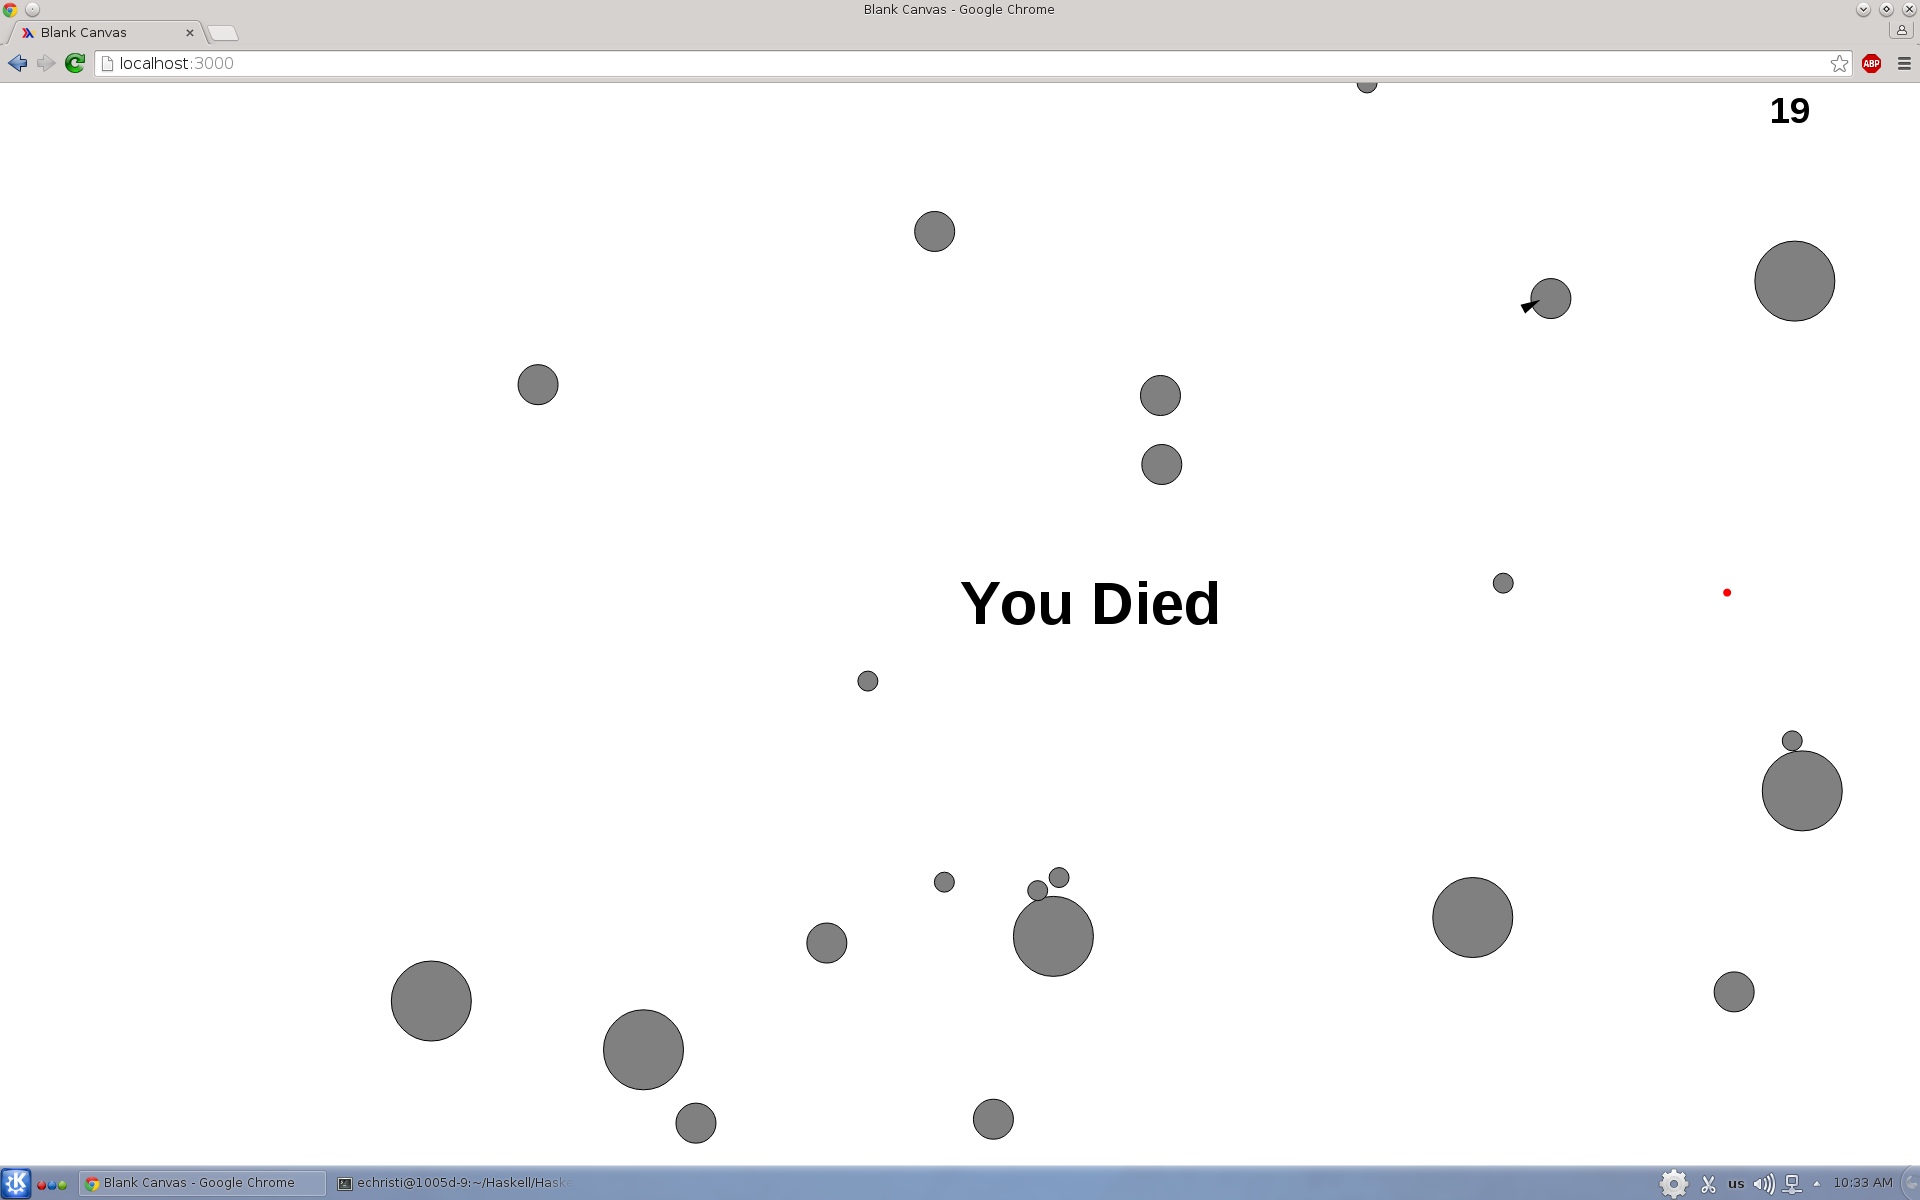 Blank Canvas - Google Chrome
Blank Canvas
localhost:3000
ABP
19
You Died
Blank Canvas - Google Chrome
echristi@1005d-9:~/Haskell/Haske
us
10:33 AM